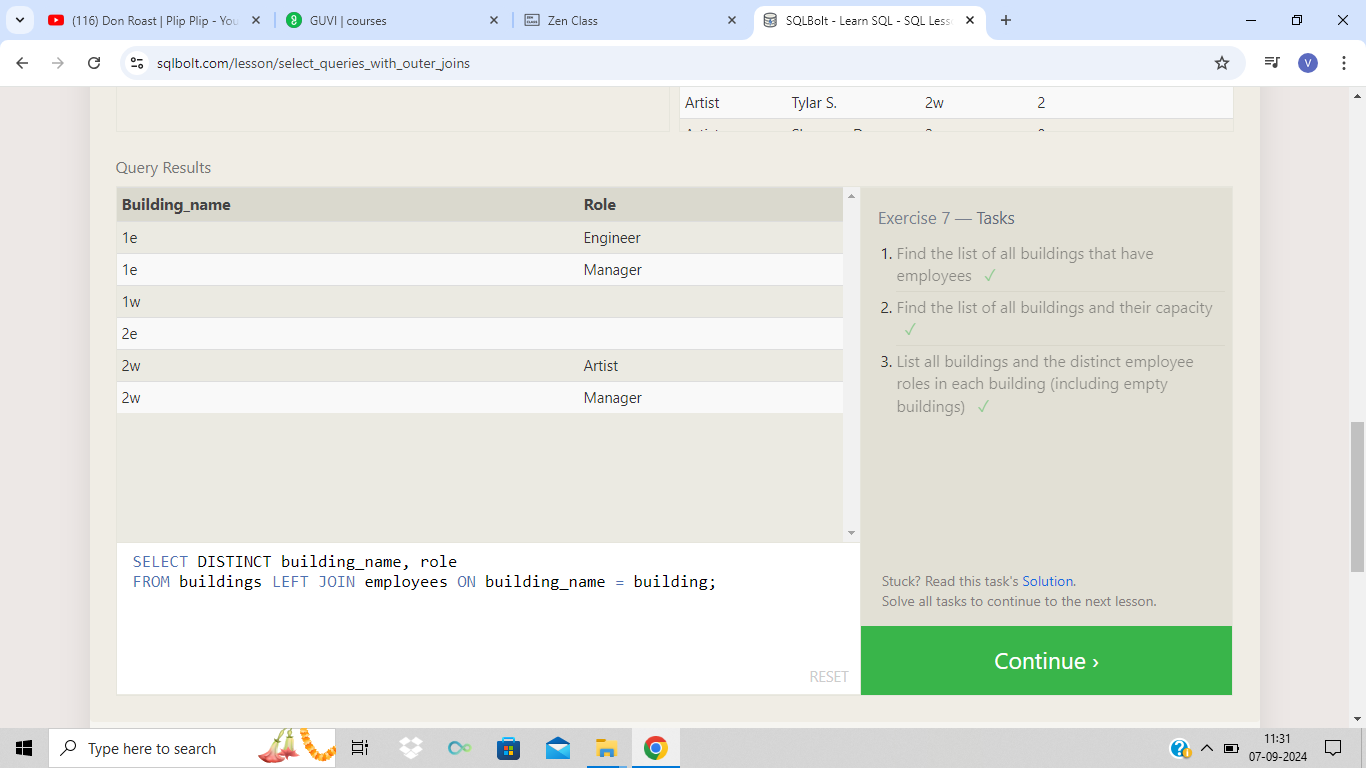 (116) Don Roast | Plip Plip - You
GUVI | courses
Zen Class
SQLBolt - Learn SQL - SQL Less
sqlbolt.com/lesson/select_queries_with_outer_joins
V
Artist Tylar S. 2w 2
Query Results
Building_name Role
1e Engineer
1e Manager
1w
2e
2w Artist
2w Manager
Exercise 7 — Tasks
1. Find the list of all buildings that have
employees ✓
2. Find the list of all buildings and their capacity
✓
3. List all buildings and the distinct employee
roles in each building (including empty
buildings) ✓
SELECT DISTINCT building_name, role
FROM buildings LEFT JOIN employees ON building_name = building;
RESET
Stuck? Read this task's Solution.
Solve all tasks to continue to the next lesson.
Continue ›
Type here to search
11:31
07-09-2024